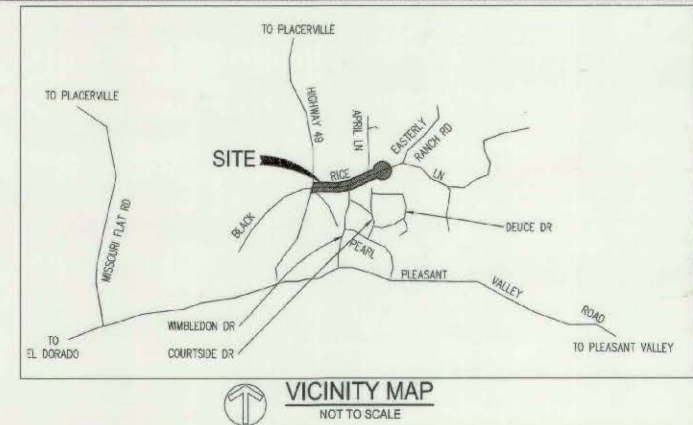 TO PLACERVILLE
TO PLACERVILLE
HIGHWAY 49
APRIL LN
EASTERLY
RANCH RD
SITE
RICE
LN
BLACK
MISSOURI FLAT RD
DEUCE DR
PEARL
PLEASANT
VALLEY
ROAD
WIMBLEDON DR
TO
EL DORADO
COURTSIDE DR
TO PLEASANT VALLEY
VICINITY MAP
NOT TO SCALE